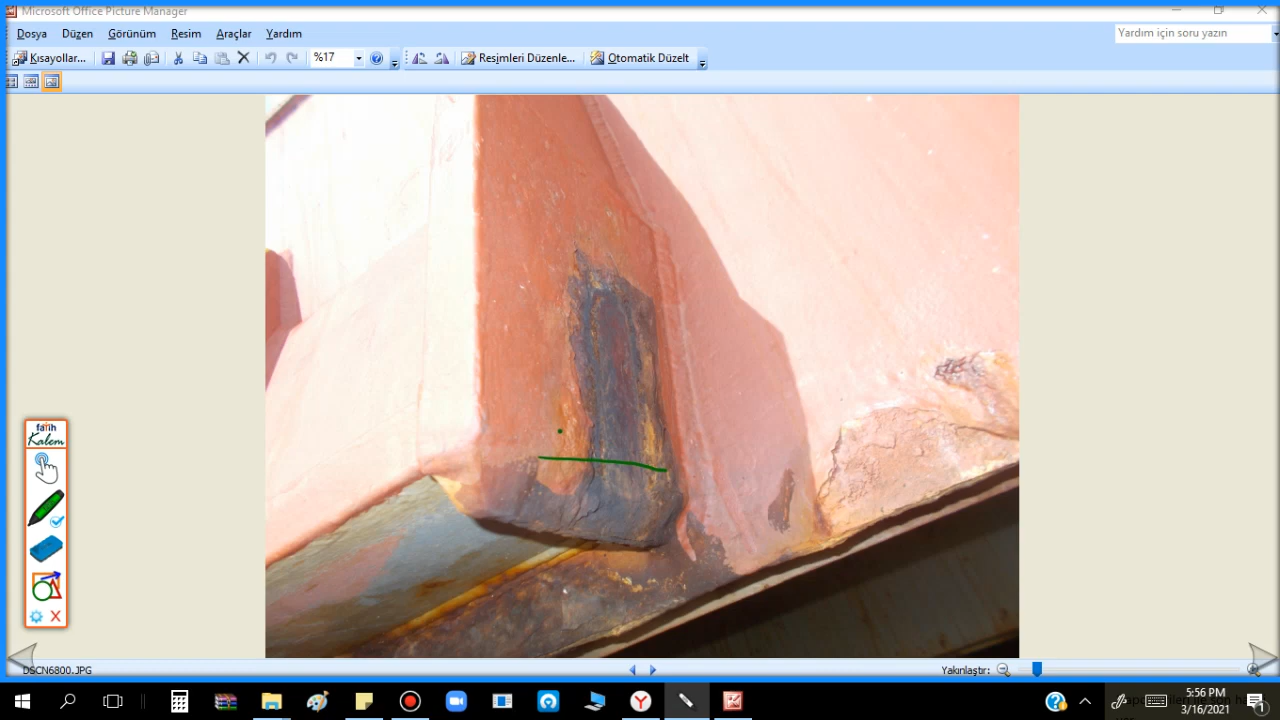 Microsoft Office Picture Manager
Dosya Düzen Görünüm Resim Araçlar Yardım
Yardım için soru yazın
Kısayollar... %17 Resimleri Düzenle... Otomatik Düzelt
fatih
Kalem
DSCN6800.JPG
Yakınlaştır:
5:56 PM
3/16/2021
1